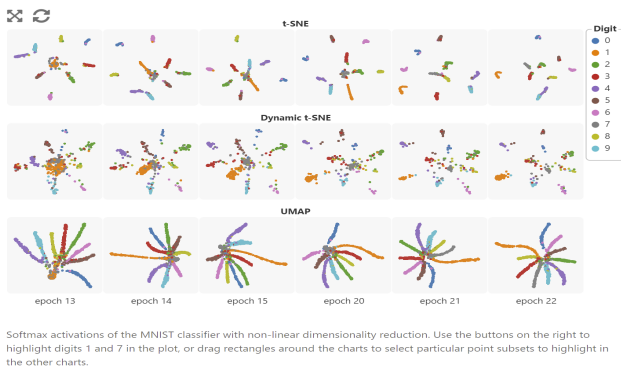 t-SNE
Digit
0
1
2
3
4
5
6
7
8
9
Dynamic t-SNE
UMAP
epoch 13
epoch 14
epoch 15
epoch 20
epoch 21
epoch 22
Softmax activations of the MNIST classifier with non-linear dimensionality reduction. Use the buttons on the right to
highlight digits 1 and 7 in the plot, or drag rectangles around the charts to select particular point subsets to highlight in
the other charts.